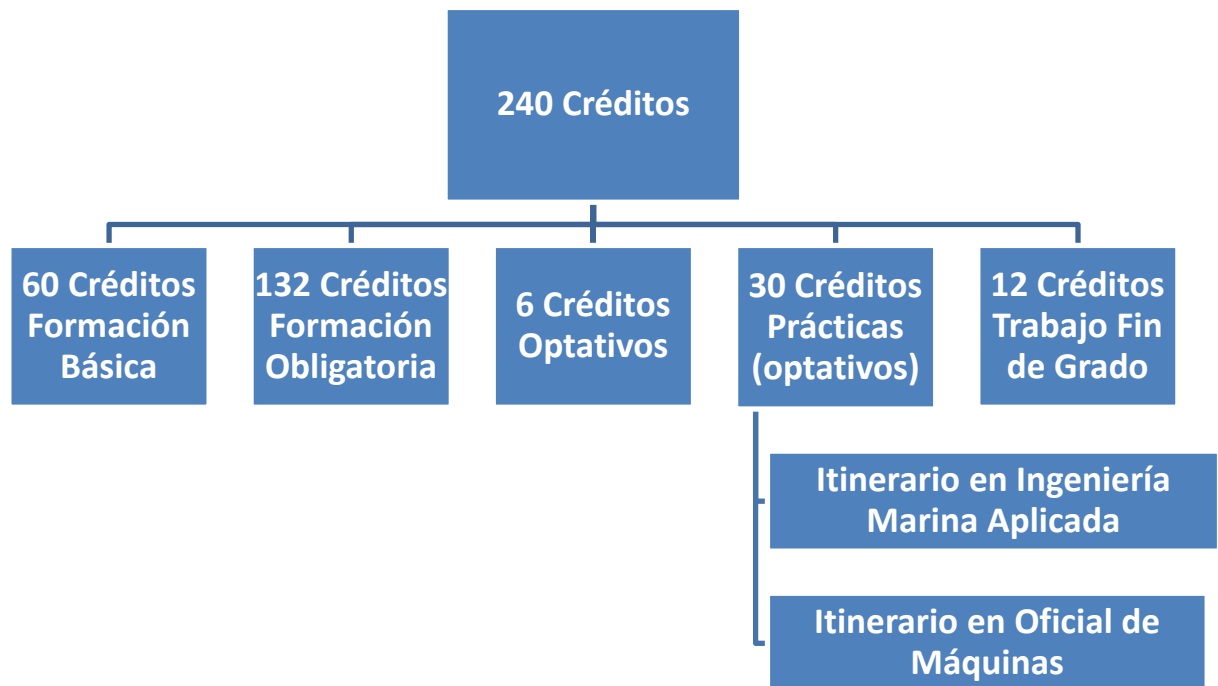 240 Créditos
60 Créditos
Formación
Básica
132 Créditos
Formación
Obligatoria
6 Créditos
Optativos
30 Créditos
Prácticas
(optativos)
12 Créditos
Trabajo Fin
de Grado
Itinerario en Ingeniería
Marina Aplicada
Itinerario en Oficial de
Máquinas